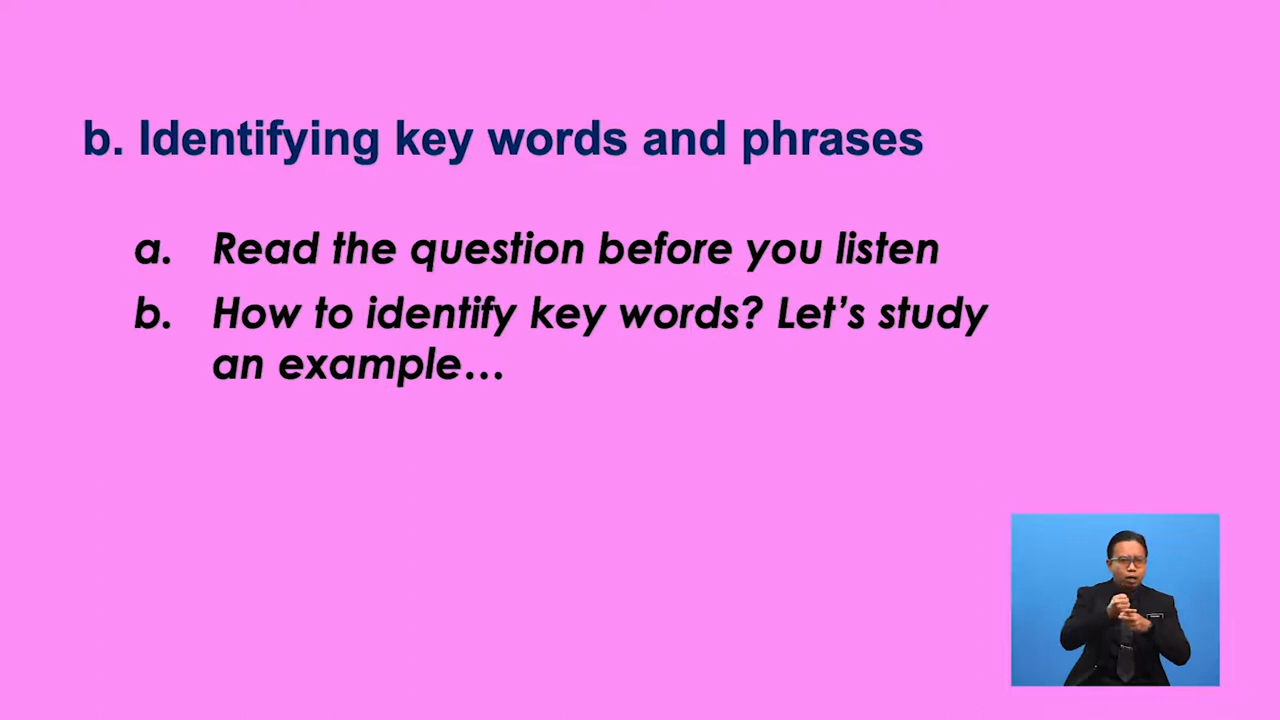 b. Identifying key words and phrases
a. Read the question before you listen
b. How to identify key words? Let’s study
an example…